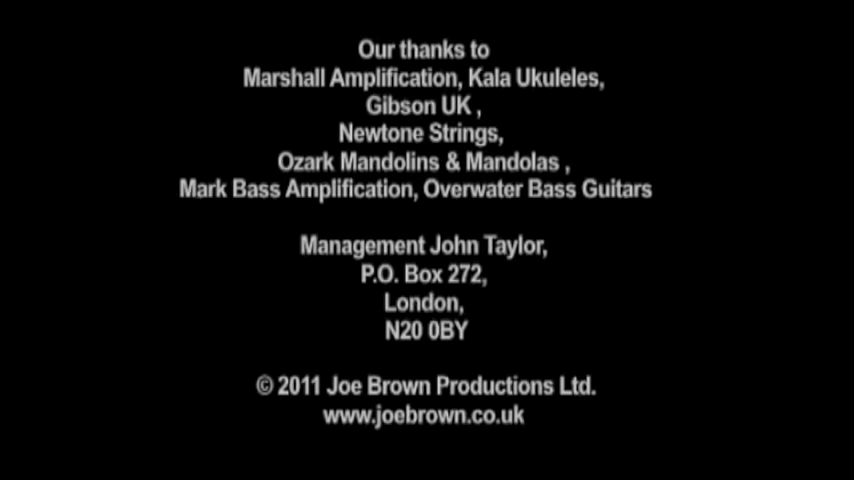 Our thanks to
Marshall Amplification, Kala Ukuleles,
Gibson UK ,
Newtone Strings,
Ozark Mandolins & Mandolas ,
Mark Bass Amplification, Overwater Bass Guitars
Management John Taylor,
P.O. Box 272,
London,
N20 0BY
© 2011 Joe Brown Productions Ltd.
www.joebrown.co.uk